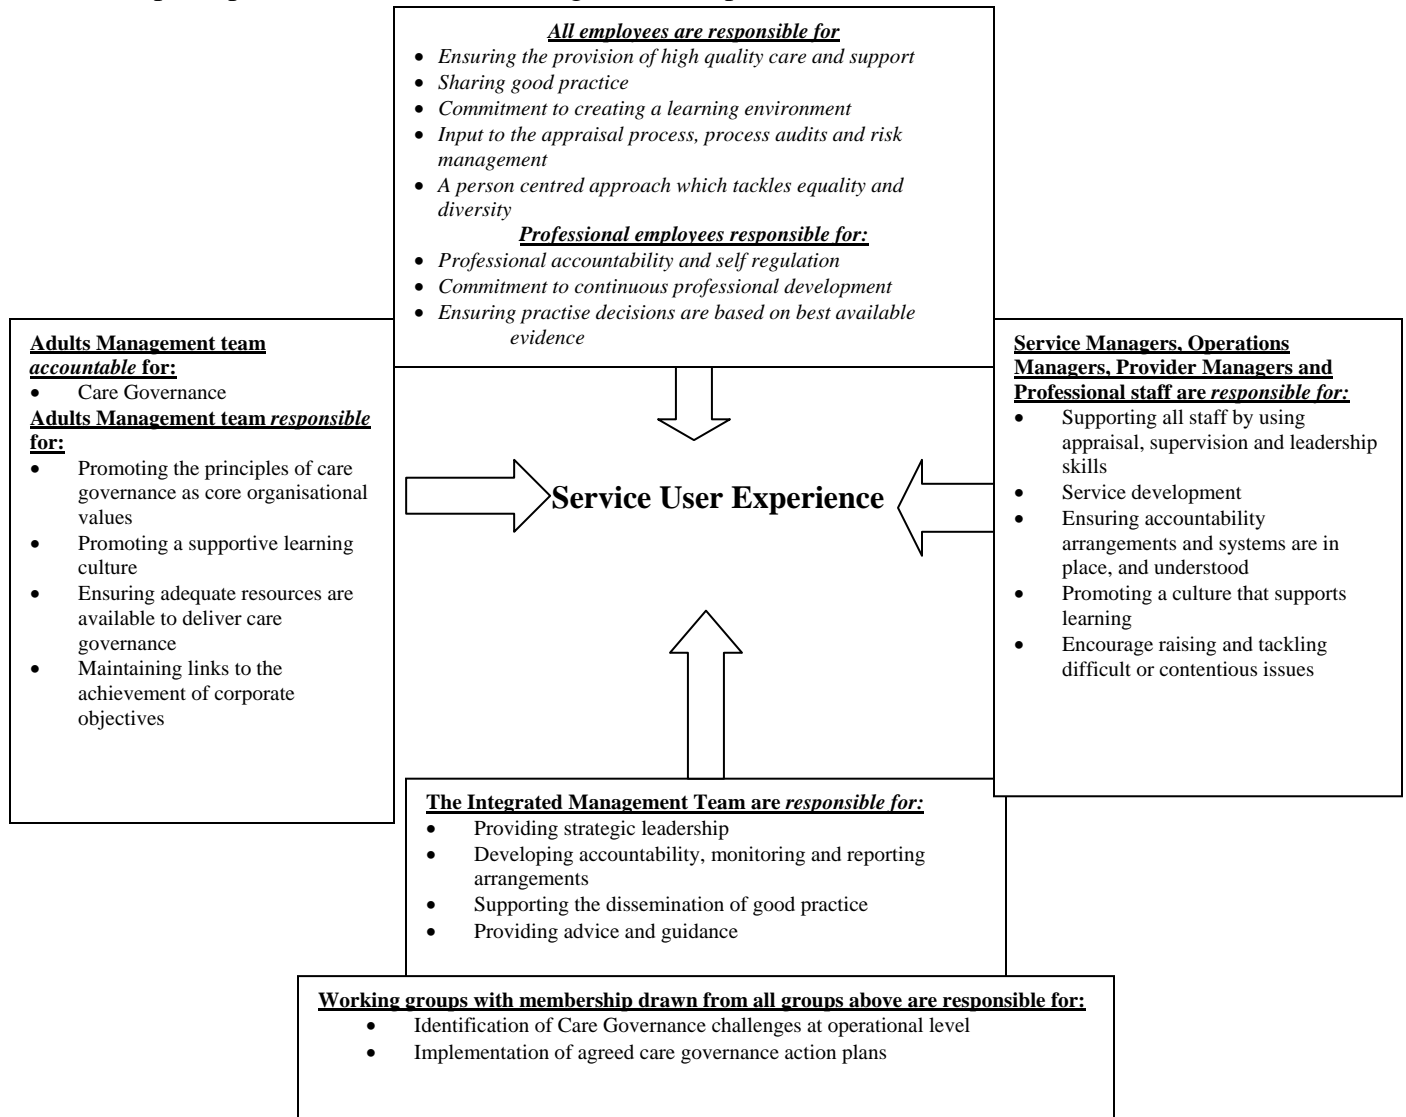 All employees are responsible for
• Ensuring the provision of high quality care and support
• Sharing good practice
• Commitment to creating a learning environment
• Input to the appraisal process, process audits and risk
management
• A person centred approach which tackles equality and
diversity
Professional employees responsible for:
• Professional accountability and self regulation
• Commitment to continuous professional development
• Ensuring practise decisions are based on best available
evidence
Adults Management team
accountable for:
• Care Governance
Adults Management team responsible
for:
• Promoting the principles of care
governance as core organisational
values
• Promoting a supportive learning
culture
• Ensuring adequate resources are
available to deliver care
governance
• Maintaining links to the
achievement of corporate
objectives
Service User Experience
Service Managers, Operations
Managers, Provider Managers and
Professional staff are responsible for:
• Supporting all staff by using
appraisal, supervision and leadership
skills
• Service development
• Ensuring accountability
arrangements and systems are in
place, and understood
• Promoting a culture that supports
learning
• Encourage raising and tackling
difficult or contentious issues
The Integrated Management Team are responsible for:
• Providing strategic leadership
• Developing accountability, monitoring and reporting
arrangements
• Supporting the dissemination of good practice
• Providing advice and guidance
Working groups with membership drawn from all groups above are responsible for:
• Identification of Care Governance challenges at operational level
• Implementation of agreed care governance action plans